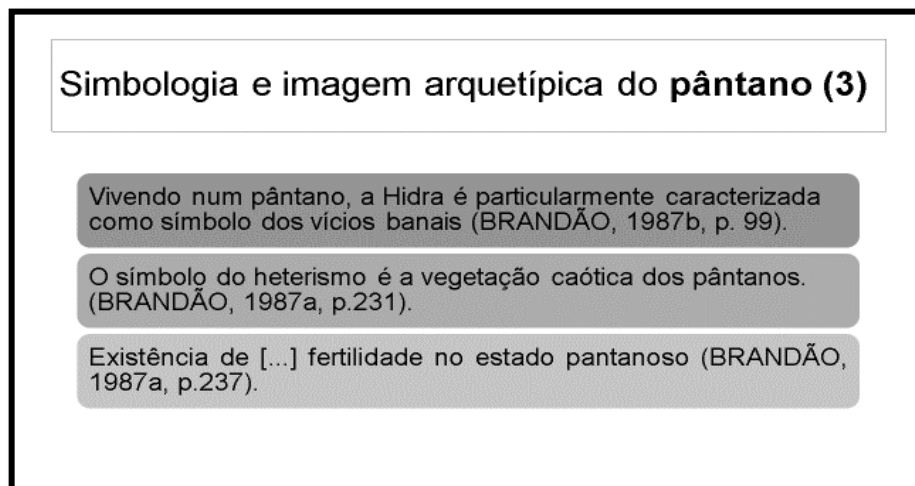 Simbologia e imagem arquetípica do pântano (3)
Vivendo num pântano, a Hidra é particularmente caracterizada
como símbolo dos vícios banais (BRANDÃO, 1987b, p. 99).
O símbolo do heterismo é a vegetação caótica dos pântanos.
(BRANDÃO, 1987a, p.231).
Existência de [...] fertilidade no estado pantanoso (BRANDÃO,
1987a, p.237).